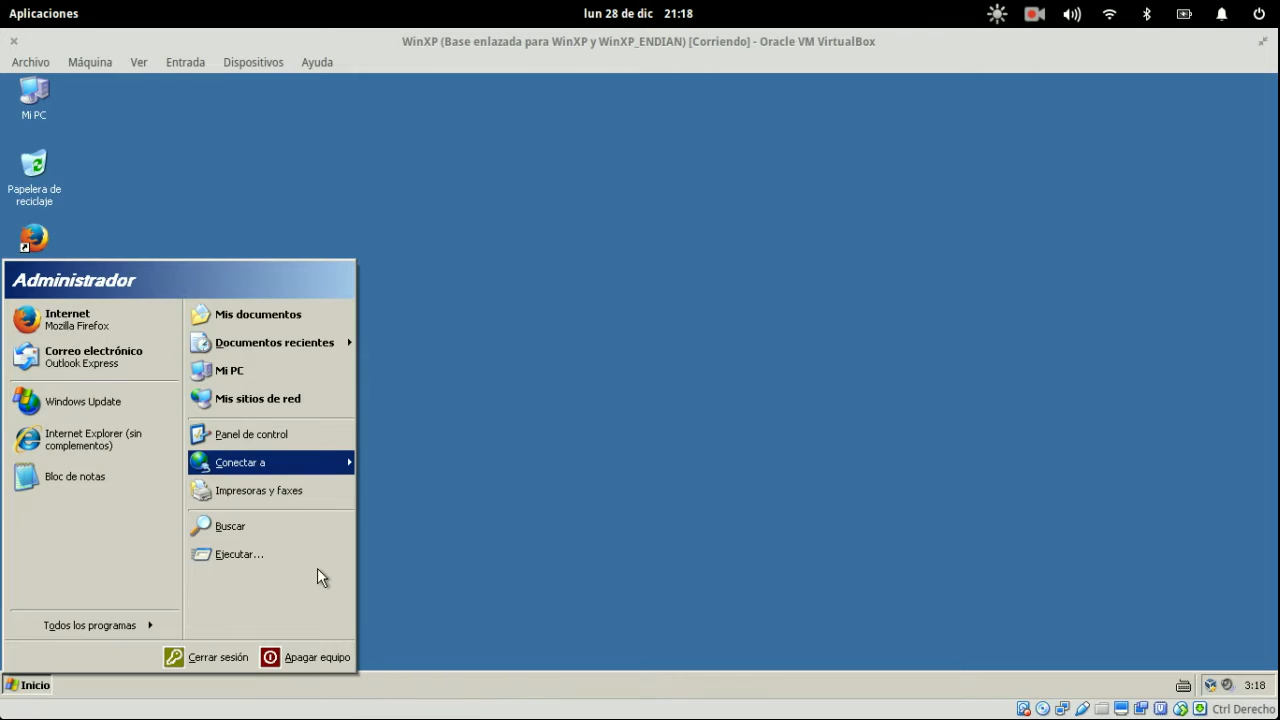 Aplicaciones
lun 28 de dic 21:18
WinXP (Base enlazada para WinXP y WinXP_ENDIAN) [Corriendo] - Oracle VM VirtualBox
Archivo Máquina Ver Entrada Dispositivos Ayuda
Mi PC
Papelera de
reciclaje
Administrador
Internet
Mozilla Firefox
Correo electrónico
Outlook Express
Windows Update
Internet Explorer (sin
complementos)
Bloc de notas
Todos los programas
Mis documentos
Documentos recientes
Mi PC
Mis sitios de red
Panel de control
Conectar a
Impresoras y faxes
Buscar
Ejecutar...
Cerrar sesión Apagar equipo
Inicio
3:18
Ctrl Derecho